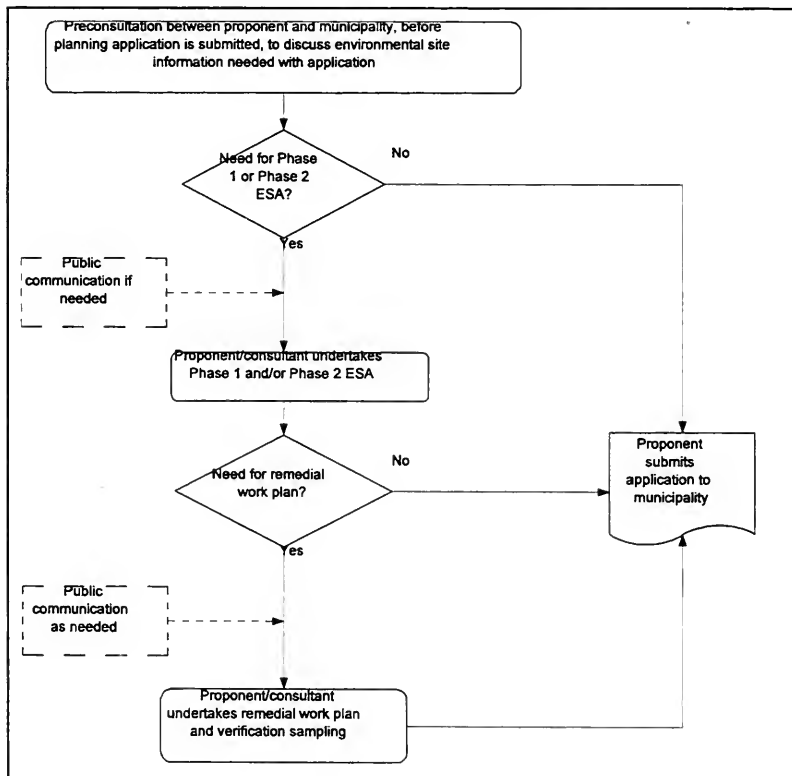 Preconsultation between proponent and municipality, before
planning application is submitted, to discuss environmental site
information needed with application
Need for Phase
1 or Phase 2
ESA?
No
Yes
Public
communication if
needed
Proponent/consultant undertakes
Phase 1 and/or Phase 2 ESA
Need for remedial
work plan?
No
Proponent
submits
application to
municipality
Yes
Public
communication
as needed
Proponent/consultant
undertakes remedial work plan
and verification sampling